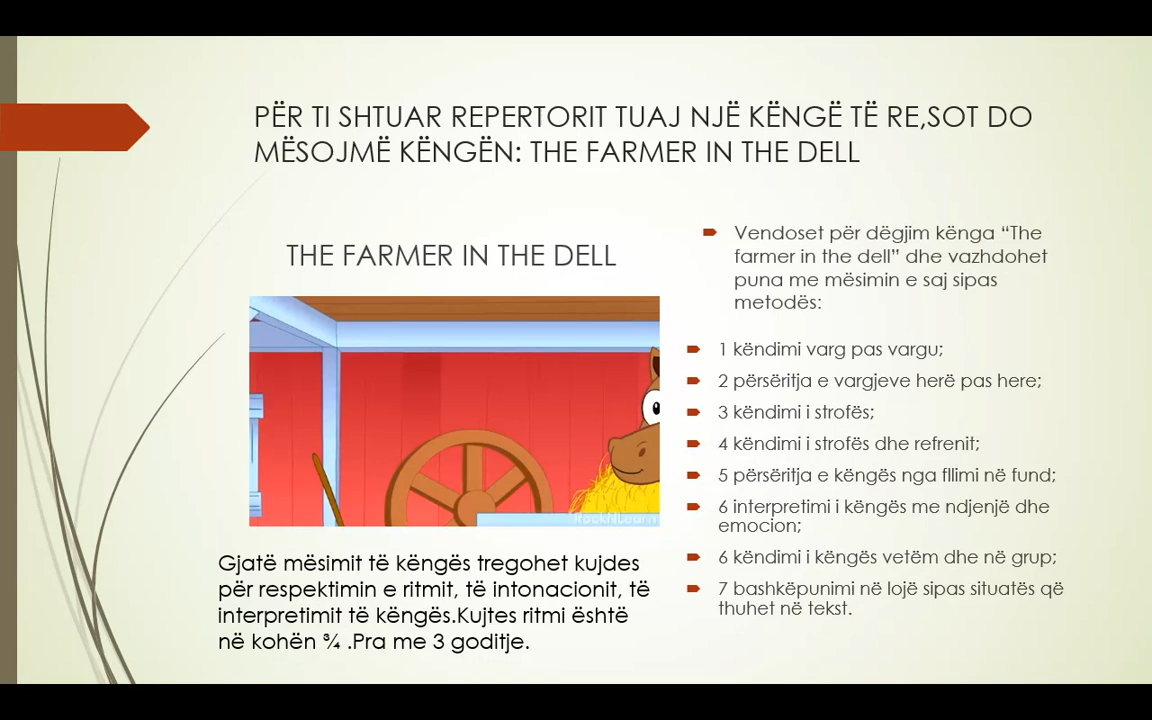 PËR TI SHTUAR REPERTORIT TUAJ NJË KËNGË TË RE,SOT DO
MËSOJMË KËNGËN: THE FARMER IN THE DELL
THE FARMER IN THE DELL
RockNLearn
Gjatë mësimit të këngës tregohet kujdes
për respektimin e ritmit, të intonacionit, të
interpretimit të këngës.Kujtes ritmi është
në kohën ¾ .Pra me 3 goditje.
Vendoset për dëgjim kënga “The
farmer in the dell” dhe vazhdohet
puna me mësimin e saj sipas
metodës:
1 këndimi varg pas vargu;
2 përsëritja e vargjeve herë pas here;
3 këndimi i strofës;
4 këndimi i strofës dhe refrenit;
5 përsëritja e këngës nga fllimi në fund;
6 interpretimi i këngës me ndjenjë dhe
emocion;
6 këndimi i këngës vetëm dhe në grup;
7 bashkëpunimi në lojë sipas situatës që
thuhet në tekst.